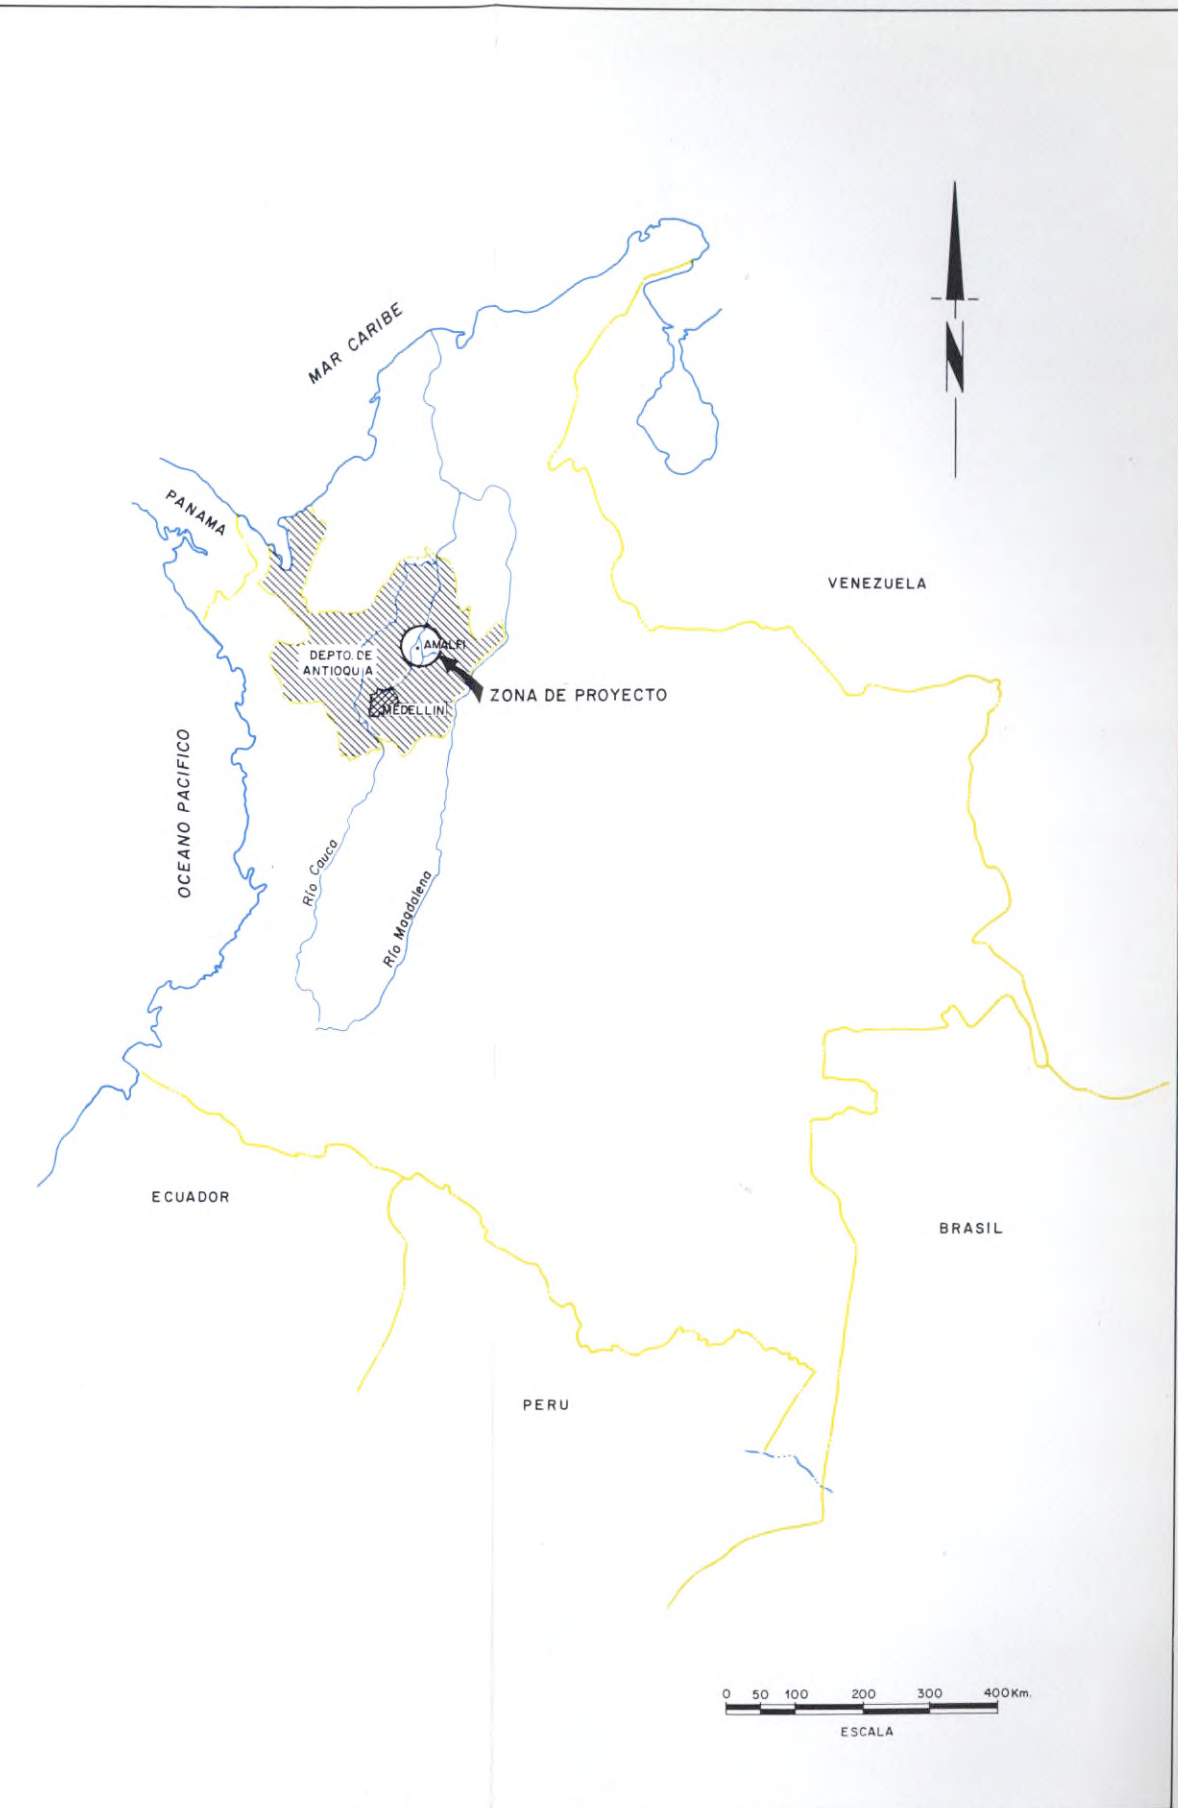 MAR CARIBE
N
PANAMA
VENEZUELA
AMALFI
DEPTO. DE
ANTIOQUIA
ZONA DE PROYECTO
MEDELLIN
OCEANO PACIFICO
Río Cauca
Río Magdalena
ECUADOR
BRASIL
PERU
0 50 100 200 300 400 Km.
ESCALA